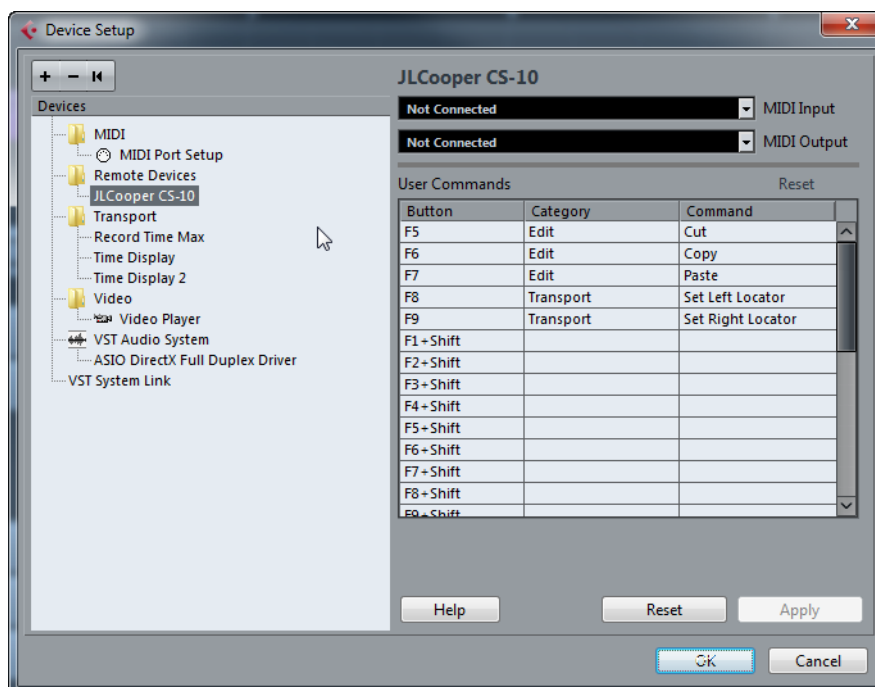 Device Setup
JLCooper CS-10
Devices
Not Connected MIDI Input
MIDI
Not Connected MIDI Output
MIDI Port Setup
Remote Devices
User Commands Reset
JLCooper CS-10
Transport
Button Category Command
Record Time Max
F5 Edit Cut
Time Display
F6 Edit Copy
Time Display 2
F7 Edit Paste
Video
F8 Transport Set Left Locator
Video Player
F9 Transport Set Right Locator
VST Audio System
F1+Shift
ASIO DirectX Full Duplex Driver
F2+Shift
VST System Link
F3+Shift
F4+Shift
F5+Shift
F6+Shift
F7+Shift
F8+Shift
F9+Shift
Help Reset Apply
OK Cancel